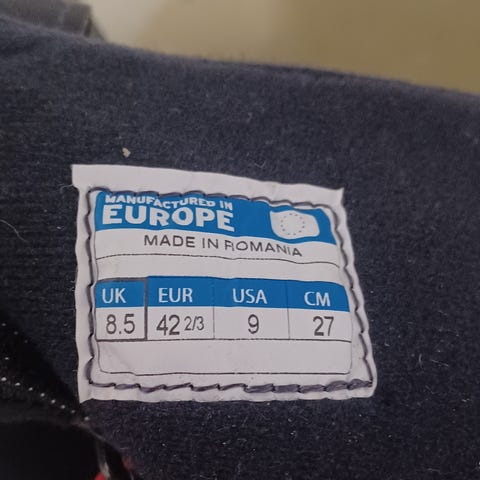 MANUFACTURED IN
EUROPE
MADE IN ROMANIA
UK EUR USA CM
8.5 42 2/3 9 27